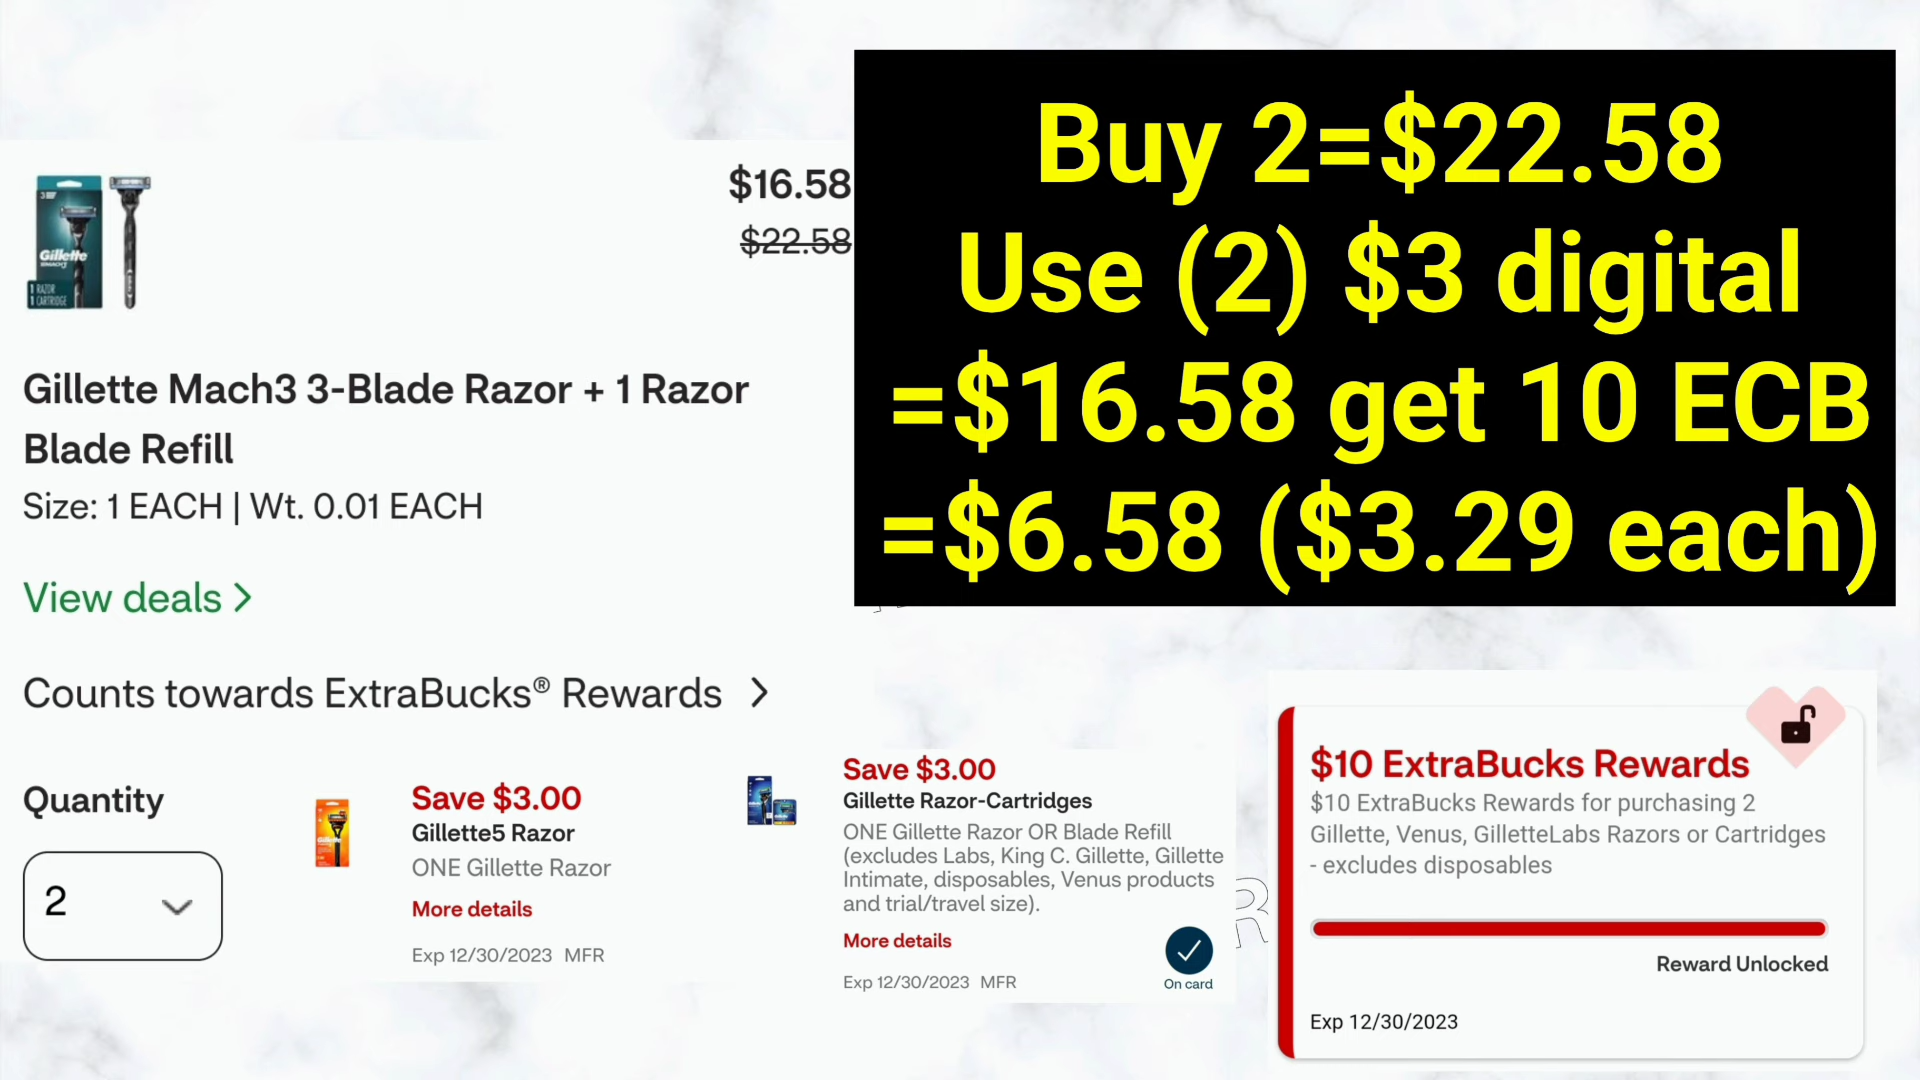 Buy 2=$22.58
Use (2) $3 digital
=$16.58 get 10 ECB
=$6.58 ($3.29 each)
$16.58
$22.58
Gillette
MACH3
1 RAZOR
1 CARTRIDGE
Gillette Mach3 3-Blade Razor + 1 Razor
Blade Refill
Size: 1 EACH | Wt. 0.01 EACH
View deals
Counts towards ExtraBucks® Rewards
Quantity
2
Save $3.00
Gillette5 Razor
ONE Gillette Razor
More details
Exp 12/30/2023 MFR
Save $3.00
Gillette Razor-Cartridges
ONE Gillette Razor OR Blade Refill
(excludes Labs, King C. Gillette, Gillette
Intimate, disposables, Venus products
and trial/travel size).
More details
Exp 12/30/2023 MFR
On card
R
$10 ExtraBucks Rewards
$10 ExtraBucks Rewards for purchasing 2
Gillette, Venus, GilletteLabs Razors or Cartridges
- excludes disposables
Reward Unlocked
Exp 12/30/2023